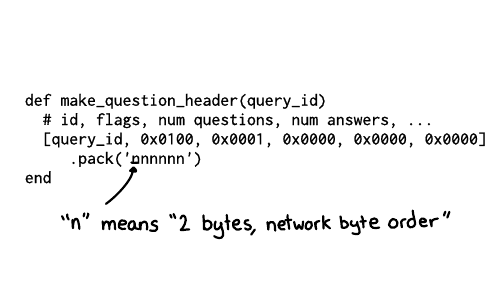 def make_question_header(query_id)
# id, flags, num questions, num answers, ...
[query_id, 0x0100, 0x0001, 0x0000, 0x0000, 0x0000]
.pack('nnnnnn')
end
"n" means "2 bytes, network byte order"